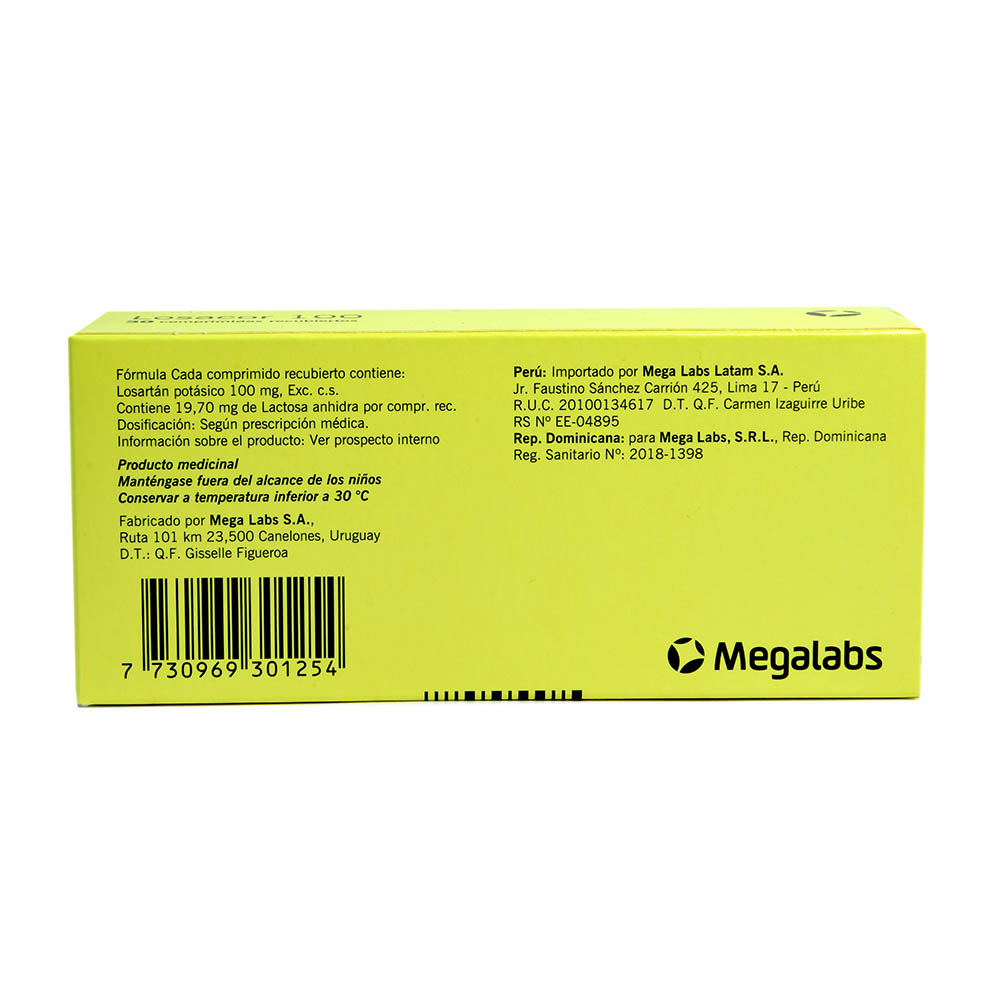 Losacor 100
30 comprimidos recubiertos
Fórmula Cada comprimido recubierto contiene:
Losartán potásico 100 mg, Exc. c.s.
Contiene 19,70 mg de Lactosa anhidra por compr. rec.
Dosificación: Según prescripción médica.
Información sobre el producto: Ver prospecto interno
Producto medicinal
Manténgase fuera del alcance de los niños
Conservar a temperatura inferior a 30 °C
Fabricado por Mega Labs S.A.,
Ruta 101 km 23,500 Canelones, Uruguay
D.T.: Q.F. Gisselle Figueroa
7 730969 301254
Perú: Importado por Mega Labs Latam S.A.
Jr. Faustino Sánchez Carrión 425, Lima 17 - Perú
R.U.C. 20100134617 D.T. Q.F. Carmen Izaguirre Uribe
RS Nº EE-04895
Rep. Dominicana: para Mega Labs, S.R.L., Rep. Dominicana
Reg. Sanitario Nº: 2018-1398
Megalabs